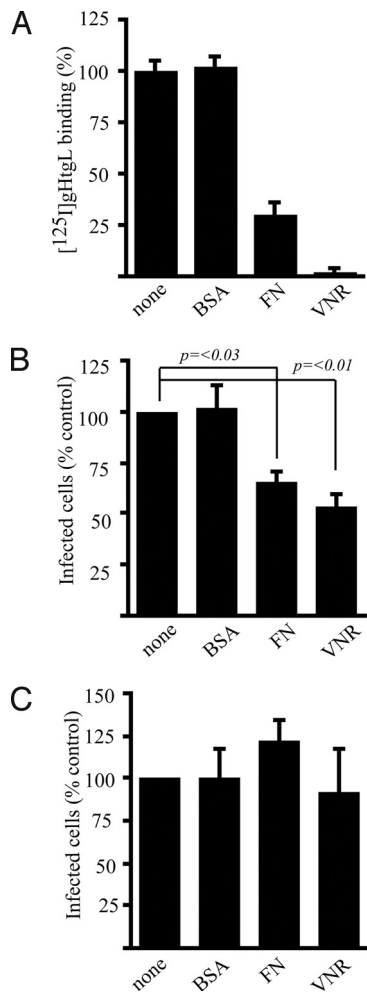 A
[125I]gHtgL binding (%)
125
100
75
50
25
none
BSA
FN
VNR
B
Infected cells (% control)
125
100
75
50
25
p=<0.03
p=<0.01
none
BSA
FN
VNR
C
Infected cells (% control)
150
125
100
75
50
25
none
BSA
FN
VNR